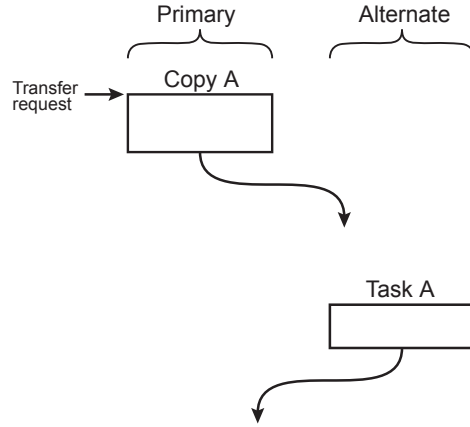 Primary
Alternate
Copy A
Transfer
request
Task A